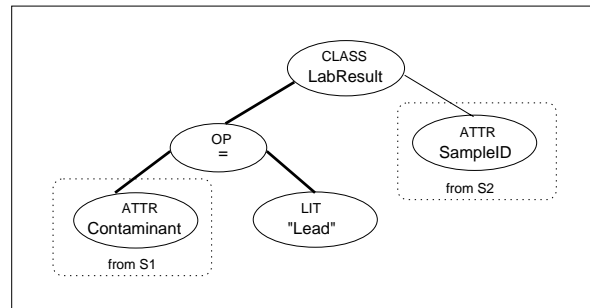 CLASS
LabResult
OP
=
ATTR
SampleID
from S2
ATTR
Contaminant
from S1
LIT
"Lead"